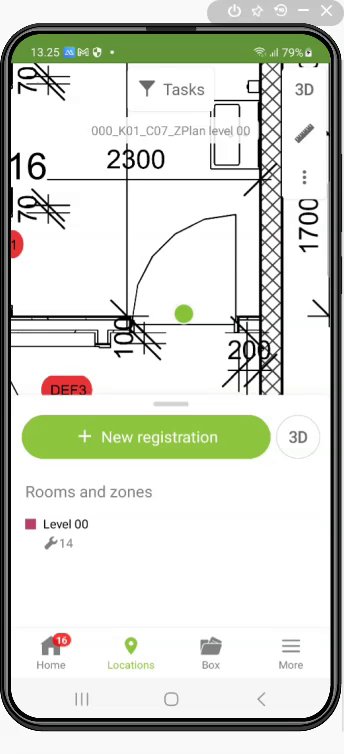 13.25
79%
70
Tasks
3D
000_K01_C07_ZPlan level 00
16
2300
70
1700
1
100
200
DEF3
+ New registration
3D
Rooms and zones
Level 00
14
16
Home
Locations
Box
More